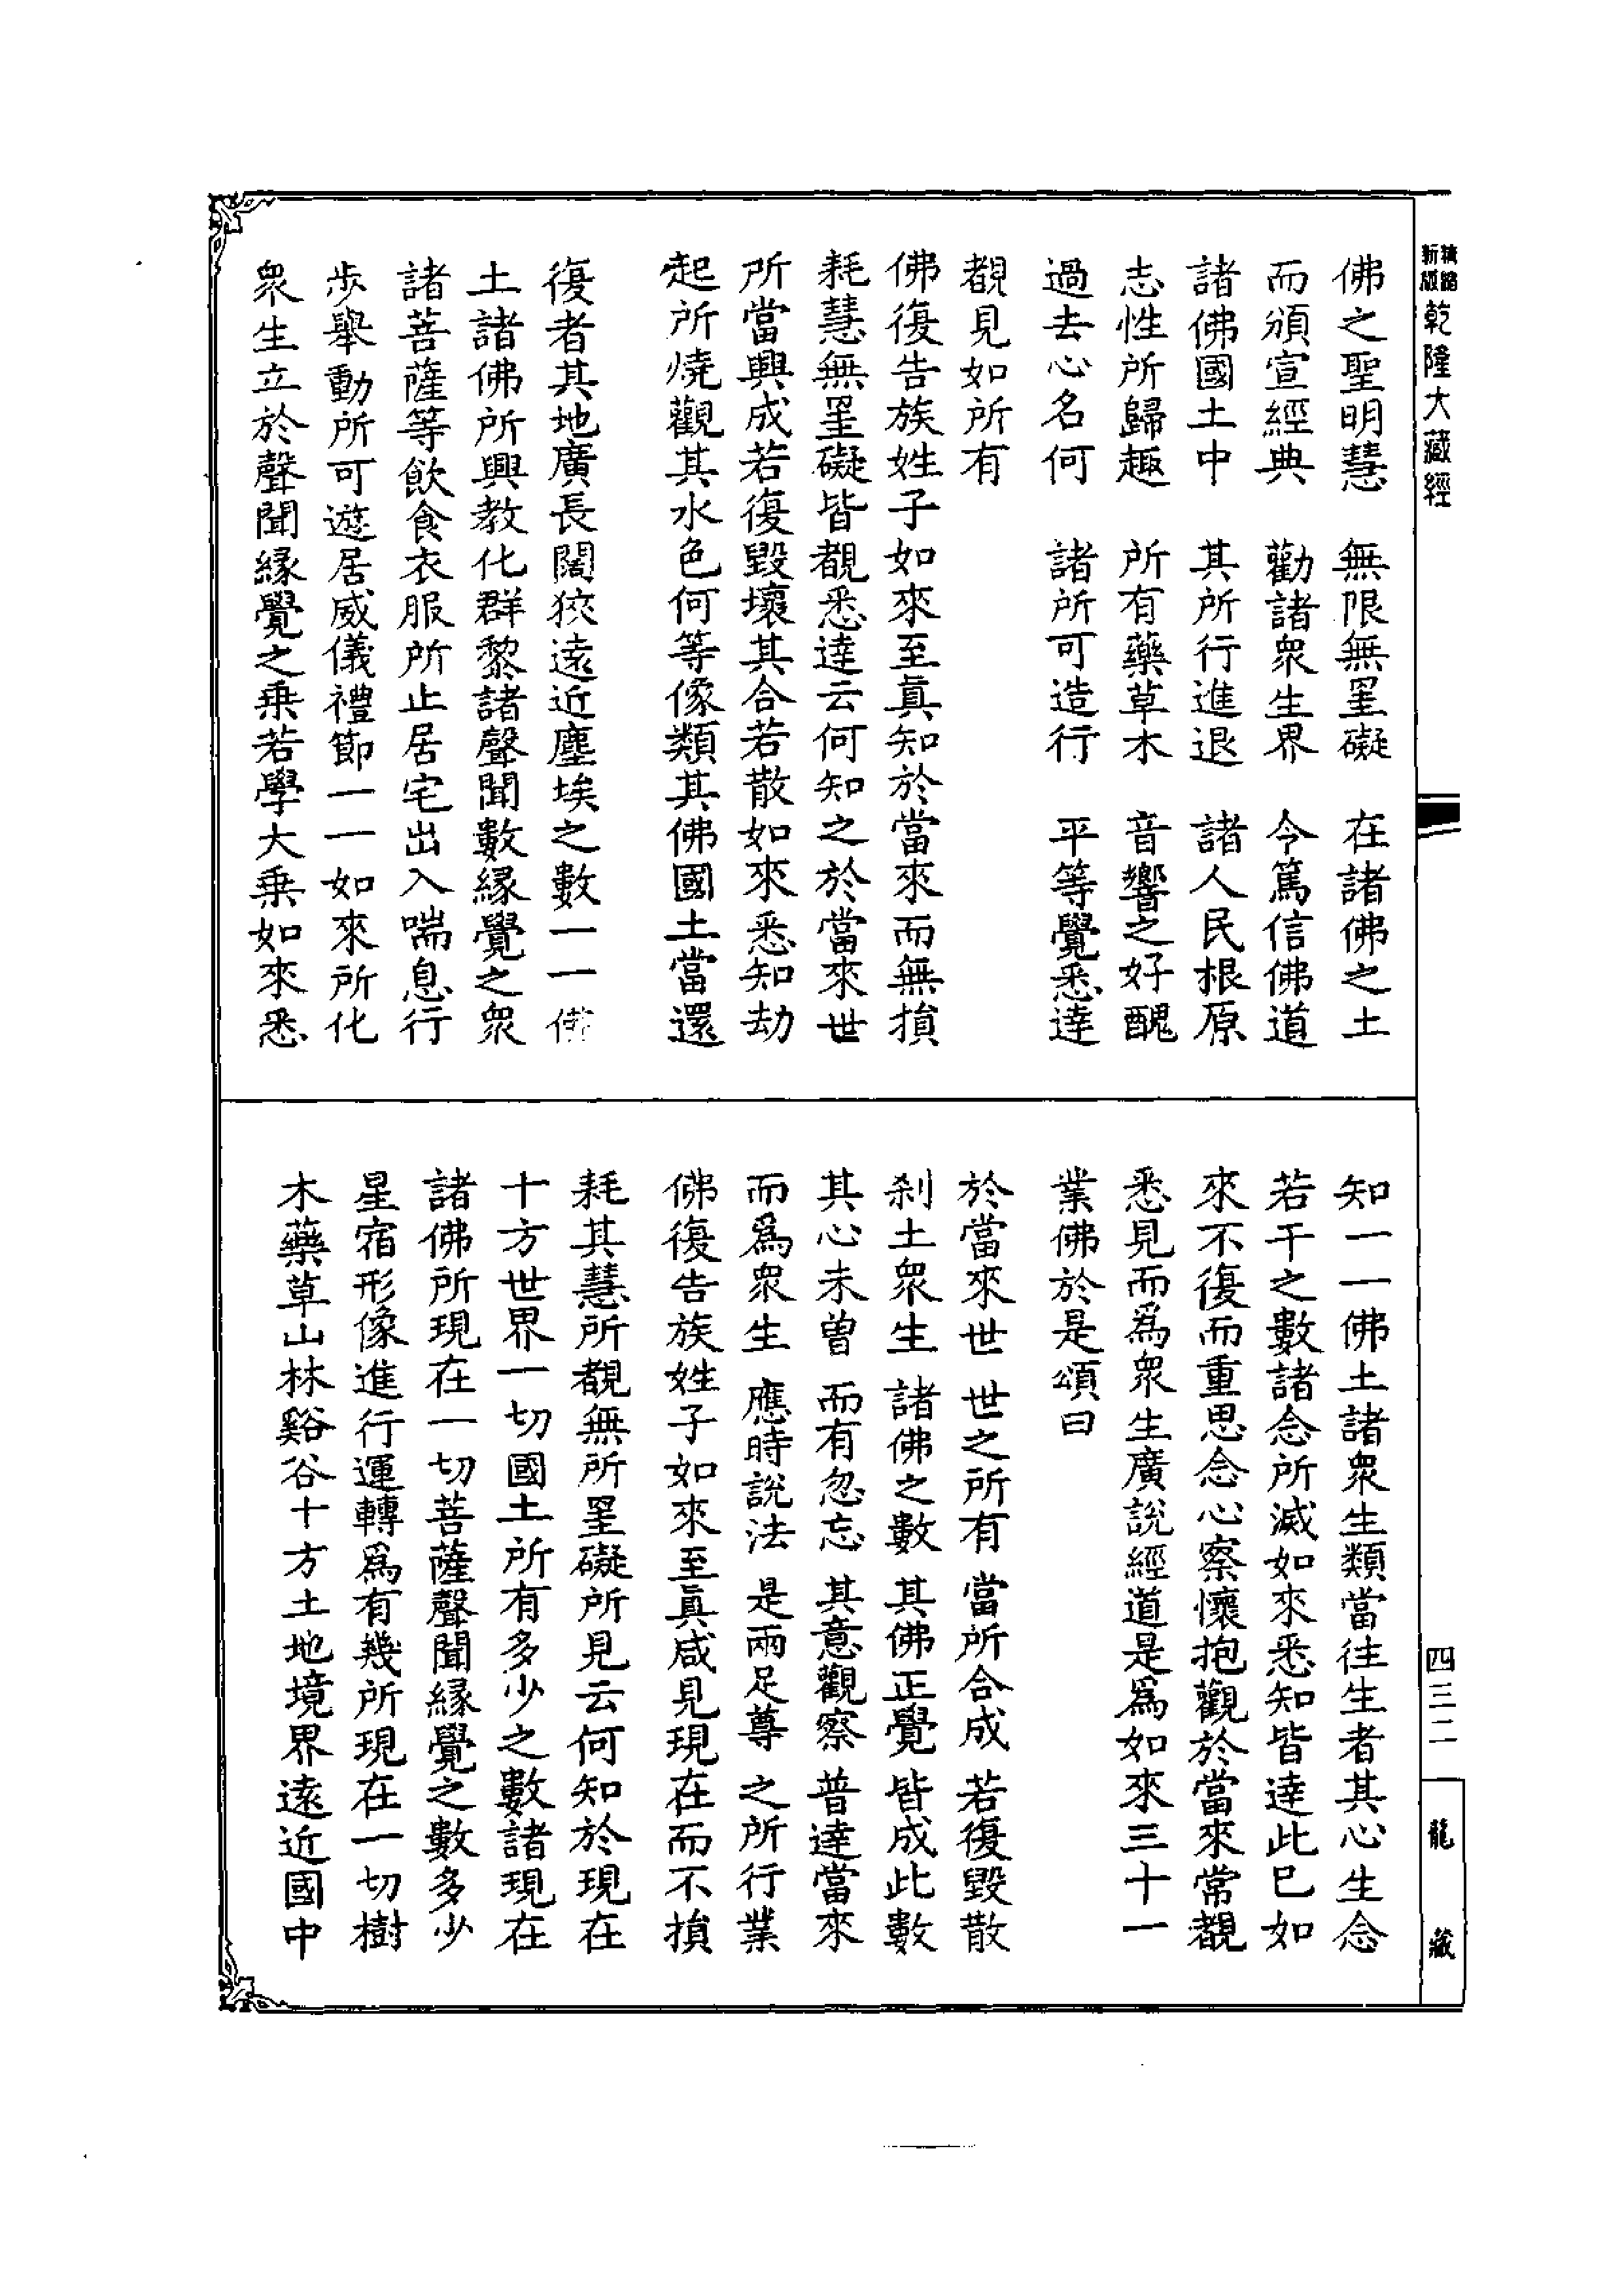 乾隆大藏經
佛之聖明慧　無限無罣礙　在諸佛之土
而頒宣經典　勸諸衆生界　令篤信佛道
諸佛國土中　其所行進退　諸人民根原
志性所歸趣　所有藥草木　音響之好醜
過去心名何　諸所可造行　平等覺悉達
覩見如所有
佛復告族姓子如來至眞知於當來而無損
耗慧無罣礙皆覩悉達云何知之於當來世
所當興成若復毀壞其合若散如來悉知劫
起所燒觀其水色何等像類其佛國土當還
復者其地廣長闊狹遠近塵埃之數一一佛
土諸佛所興教化群黎諸聲聞數緣覺之衆
諸菩薩等飲食衣服所止居宅出入喘息行
步舉動所可遊居威儀禮節一一如來所化
衆生立於聲聞緣覺之乘若學大乘如來悉
知一一佛土諸衆生類當往生者其心生念
若干之數諸念所滅如來悉知皆達此已如
來不復而重思念心察懷抱觀於當來常覩
悉見而爲衆生廣說經道是爲如來三十一
業佛於是頌曰
於當來世　世之所有　當所合成　若復毀散
剎土衆生　諸佛之數　其佛正覺　皆成此數
其心未曾　而有忽忘　其意觀察　普達當來
而爲衆生　應時說法　是兩足尊　之所行業
佛復告族姓子如來至眞咸見現在而不損
耗其慧所覩無所罣礙所見云何知於現在
十方世界一切國土所有多少之數諸現在
諸佛所現在一切菩薩聲聞緣覺之數多少
星宿形像進行運轉爲有幾所現在一切樹
木藥草山林谿谷十方土地境界遠近國中
四三二
龍藏